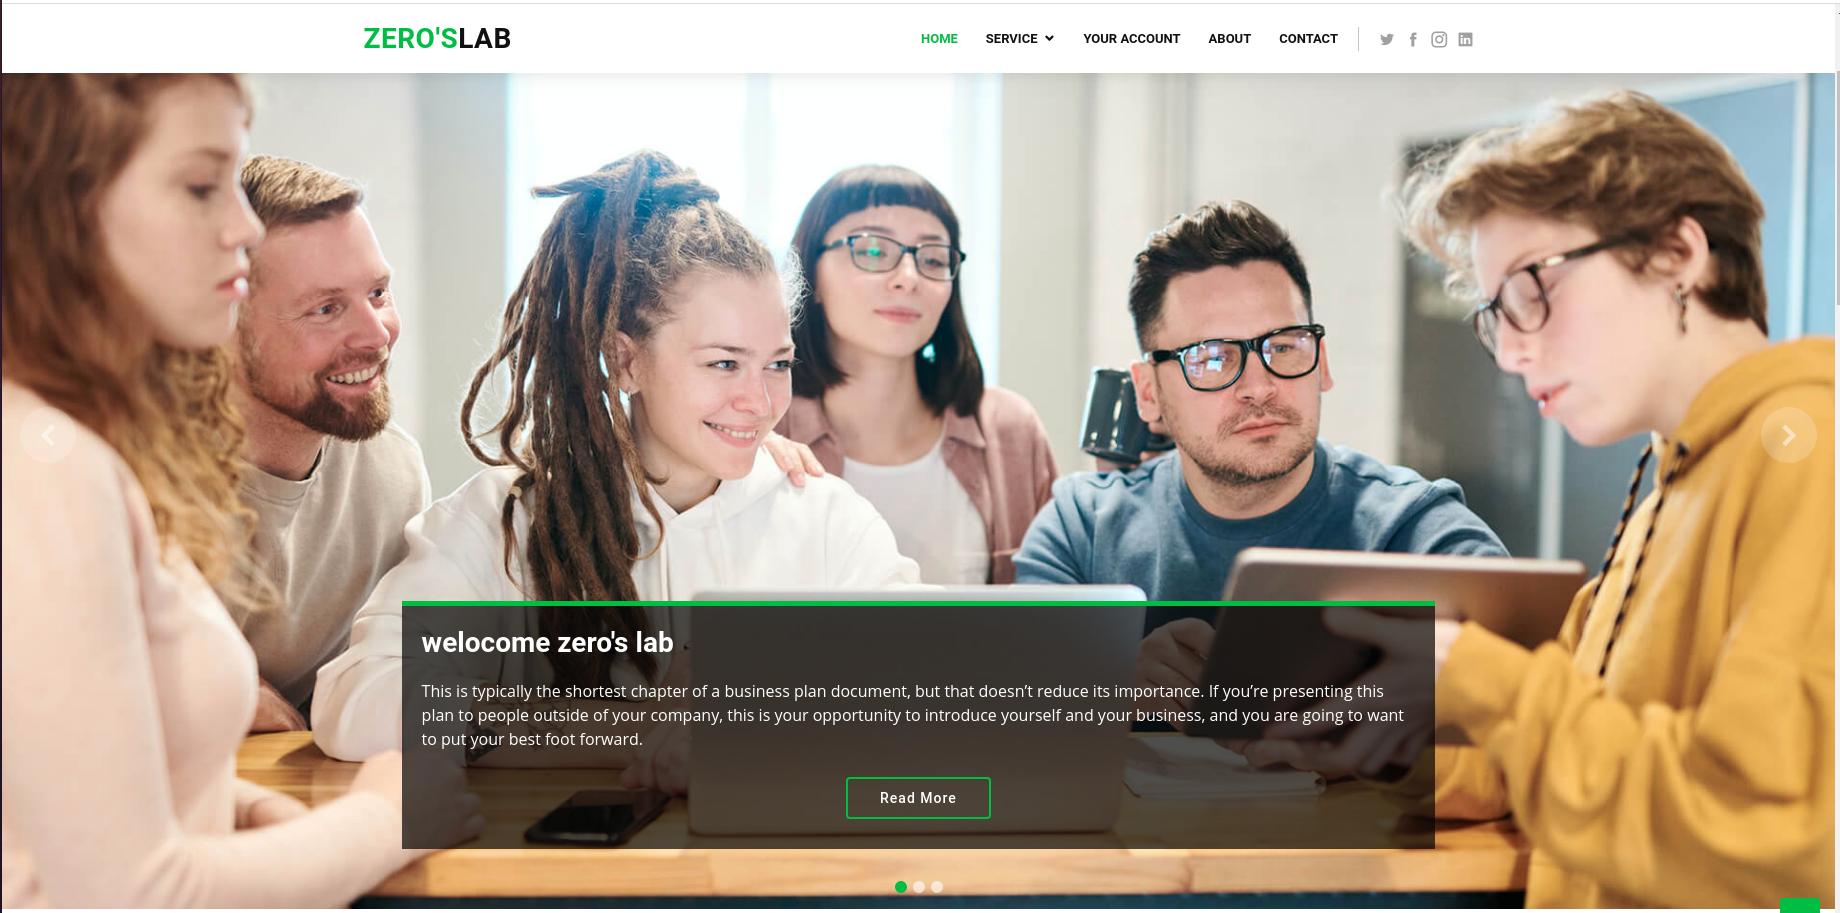 ZERO'SLAB
HOME SERVICE YOUR ACCOUNT ABOUT CONTACT
welocome zero's lab
This is typically the shortest chapter of a business plan document, but that doesn’t reduce its importance. If you’re presenting this
plan to people outside of your company, this is your opportunity to introduce yourself and your business, and you are going to want
to put your best foot forward.
Read More